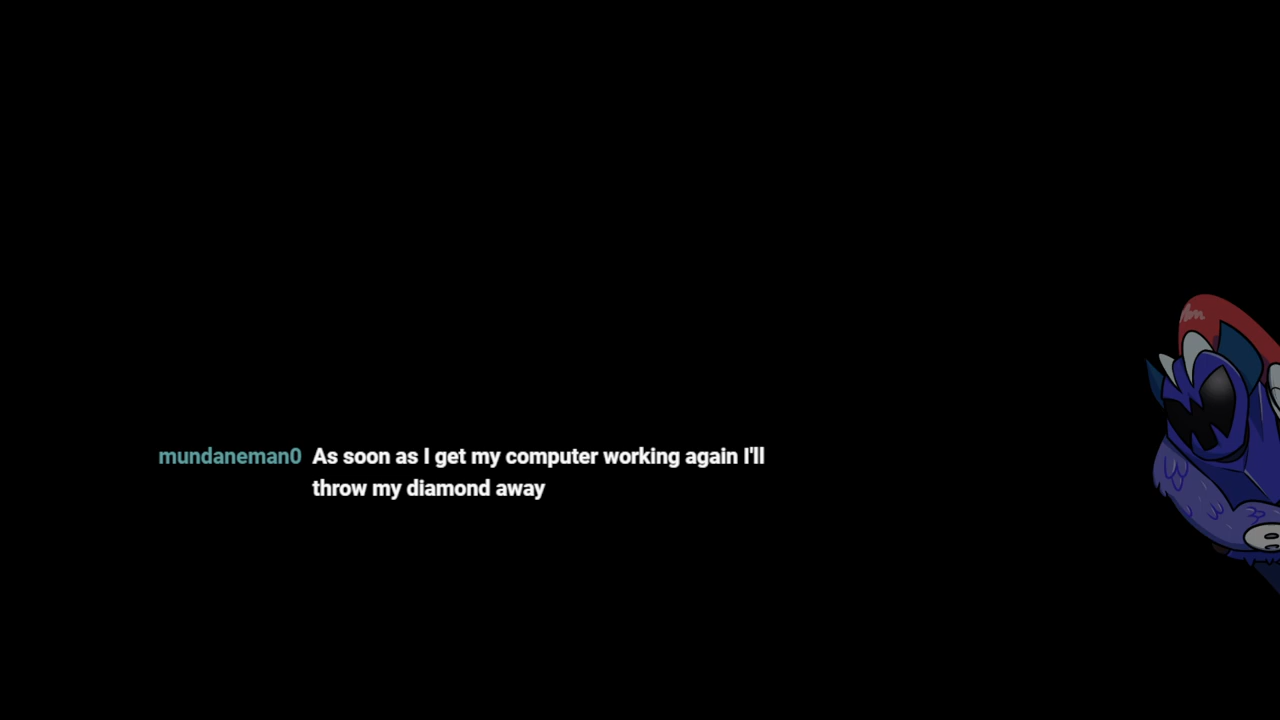 mundaneman0 As soon as I get my computer working again I'll
throw my diamond away